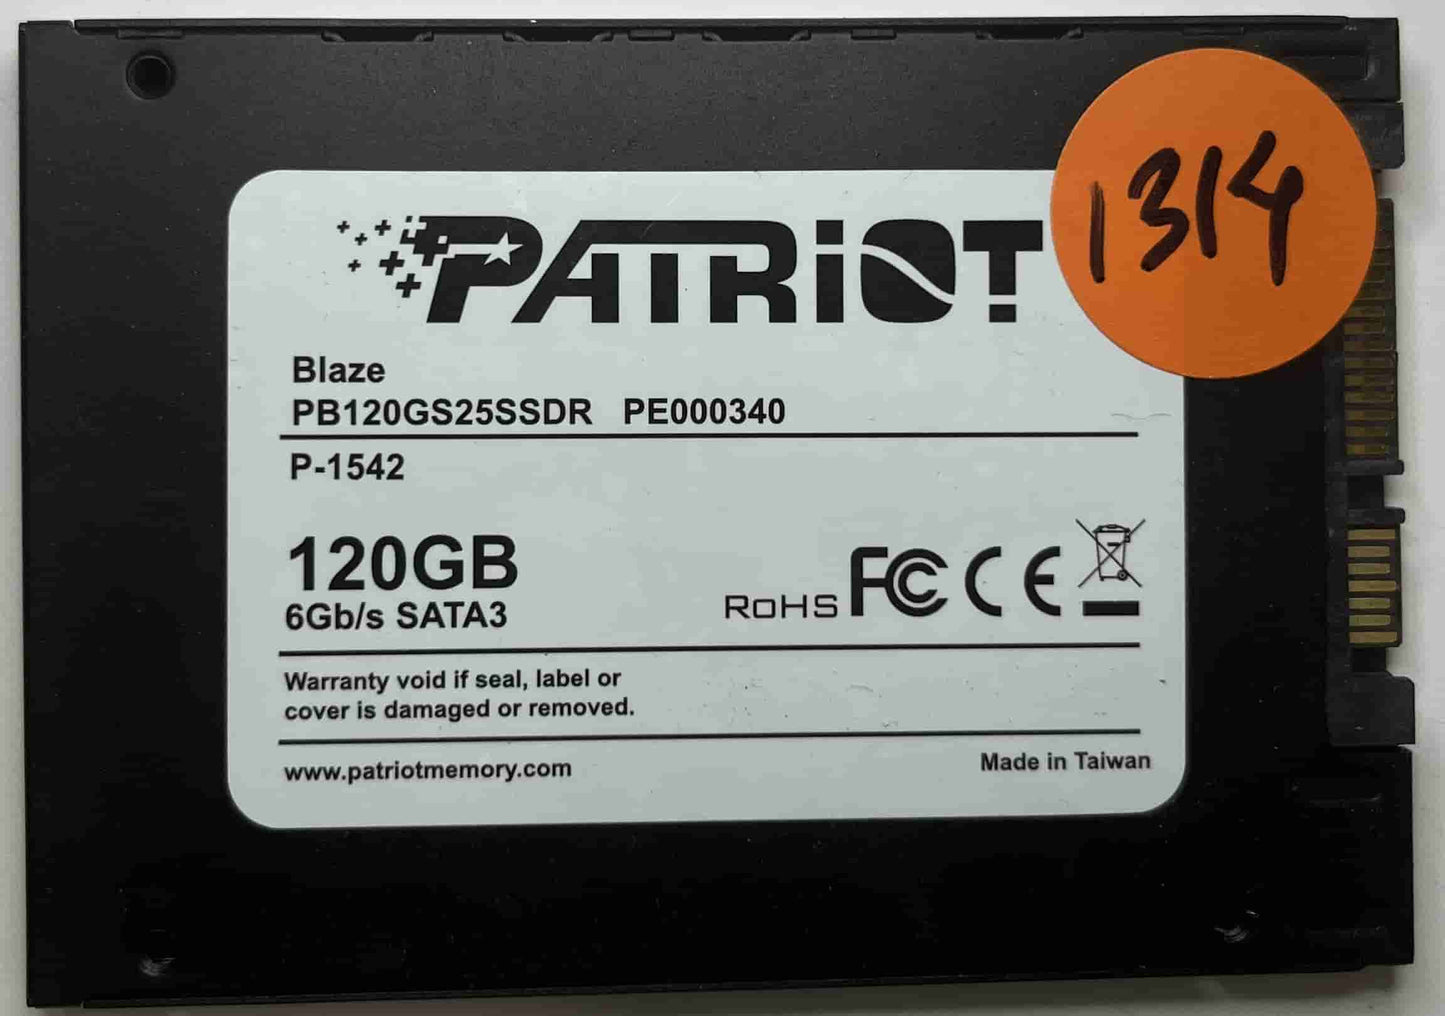 PATRiOT
1314
Blaze
PB120GS25SSDR PE000340
P-1542
120GB
6Gb/s SATA3
RoHS FC CE
Warranty void if seal, label or
cover is damaged or removed.
www.patriotmemory.com
Made in Taiwan